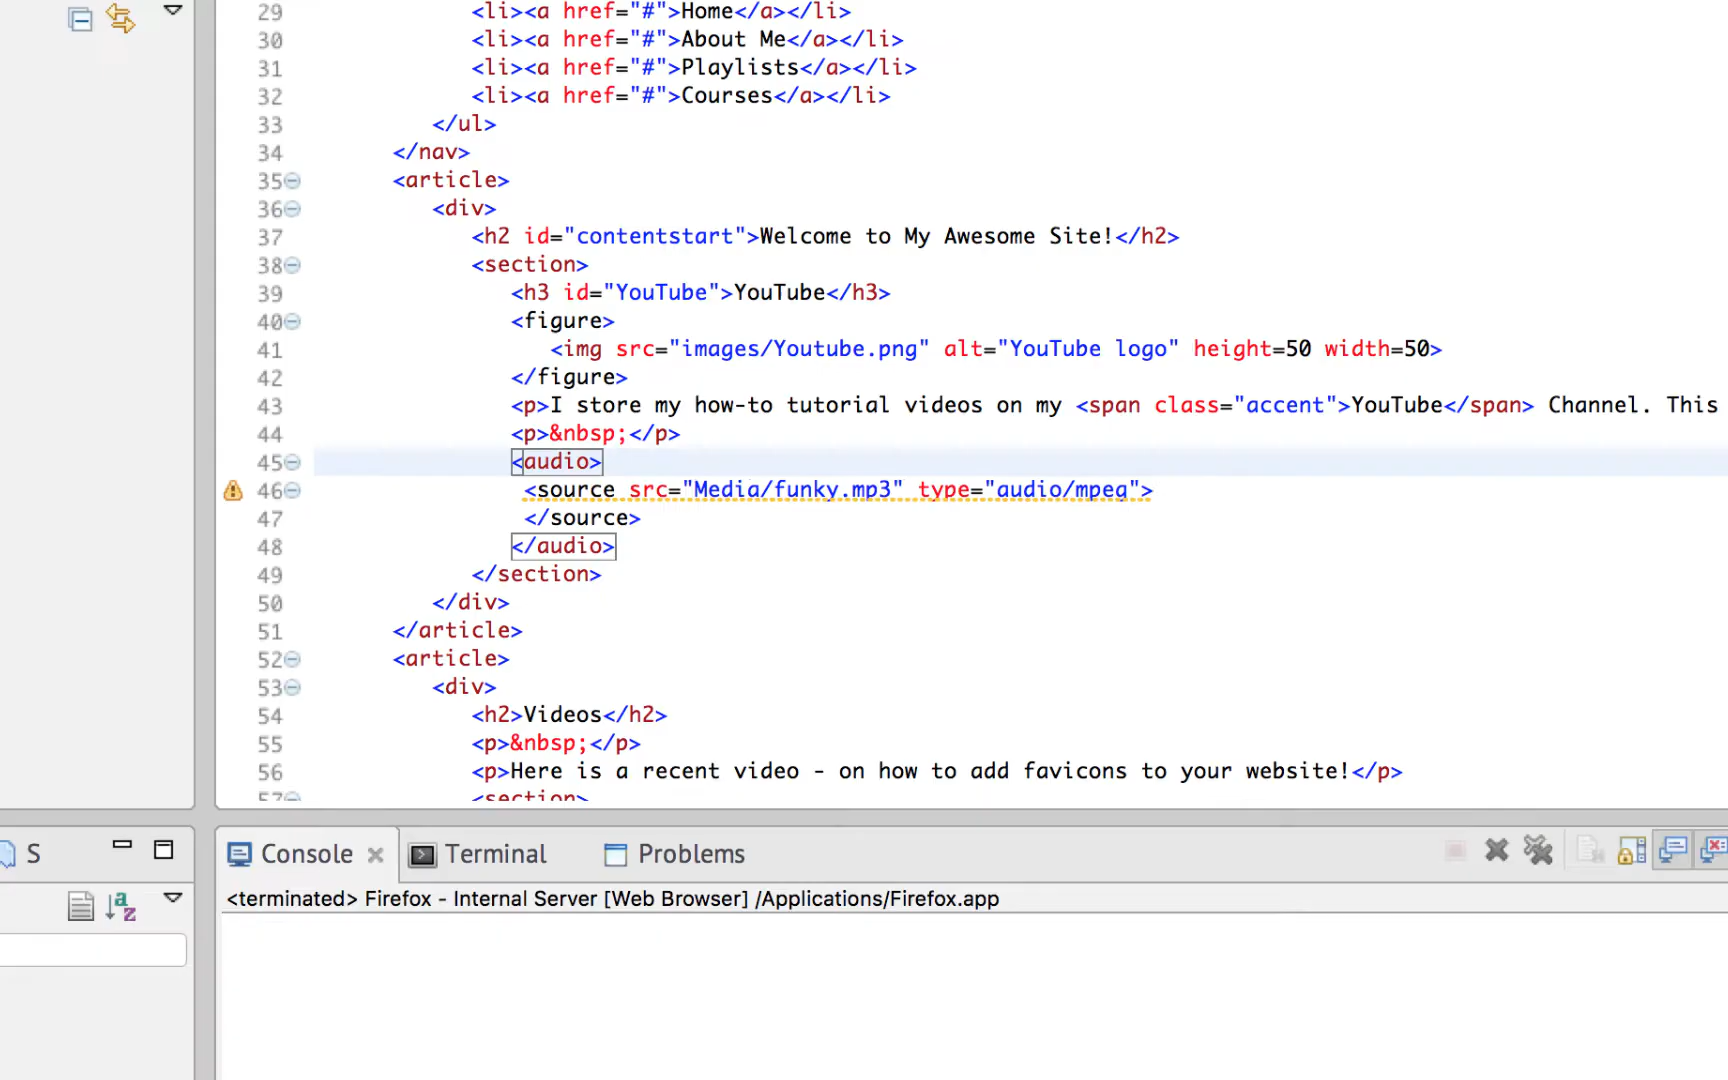 29 <li><a href="#">Home</a></li>
30 <li><a href="#">About Me</a></li>
31 <li><a href="#">Playlists</a></li>
32 <li><a href="#">Courses</a></li>
33 </ul>
34 </nav>
35 <article>
36 <div>
37 <h2 id="contentstart">Welcome to My Awesome Site!</h2>
38 <section>
39 <h3 id="YouTube">YouTube</h3>
40 <figure>
41 <img src="images/Youtube.png" alt="YouTube logo" height=50 width=50>
42 </figure>
43 <p>I store my how-to tutorial videos on my <span class="accent">YouTube</span> Channel. This
44 <p>&nbsp;</p>
45 <audio>
46 <source src="Media/funky.mp3" type="audio/mpeg">
47 </source>
48 </audio>
49 </section>
50 </div>
51 </article>
52 <article>
53 <div>
54 <h2>Videos</h2>
55 <p>&nbsp;</p>
56 <p>Here is a recent video - on how to add favicons to your website!</p>
57 <section>
S Console Terminal Problems
<terminated> Firefox - Internal Server [Web Browser] /Applications/Firefox.app